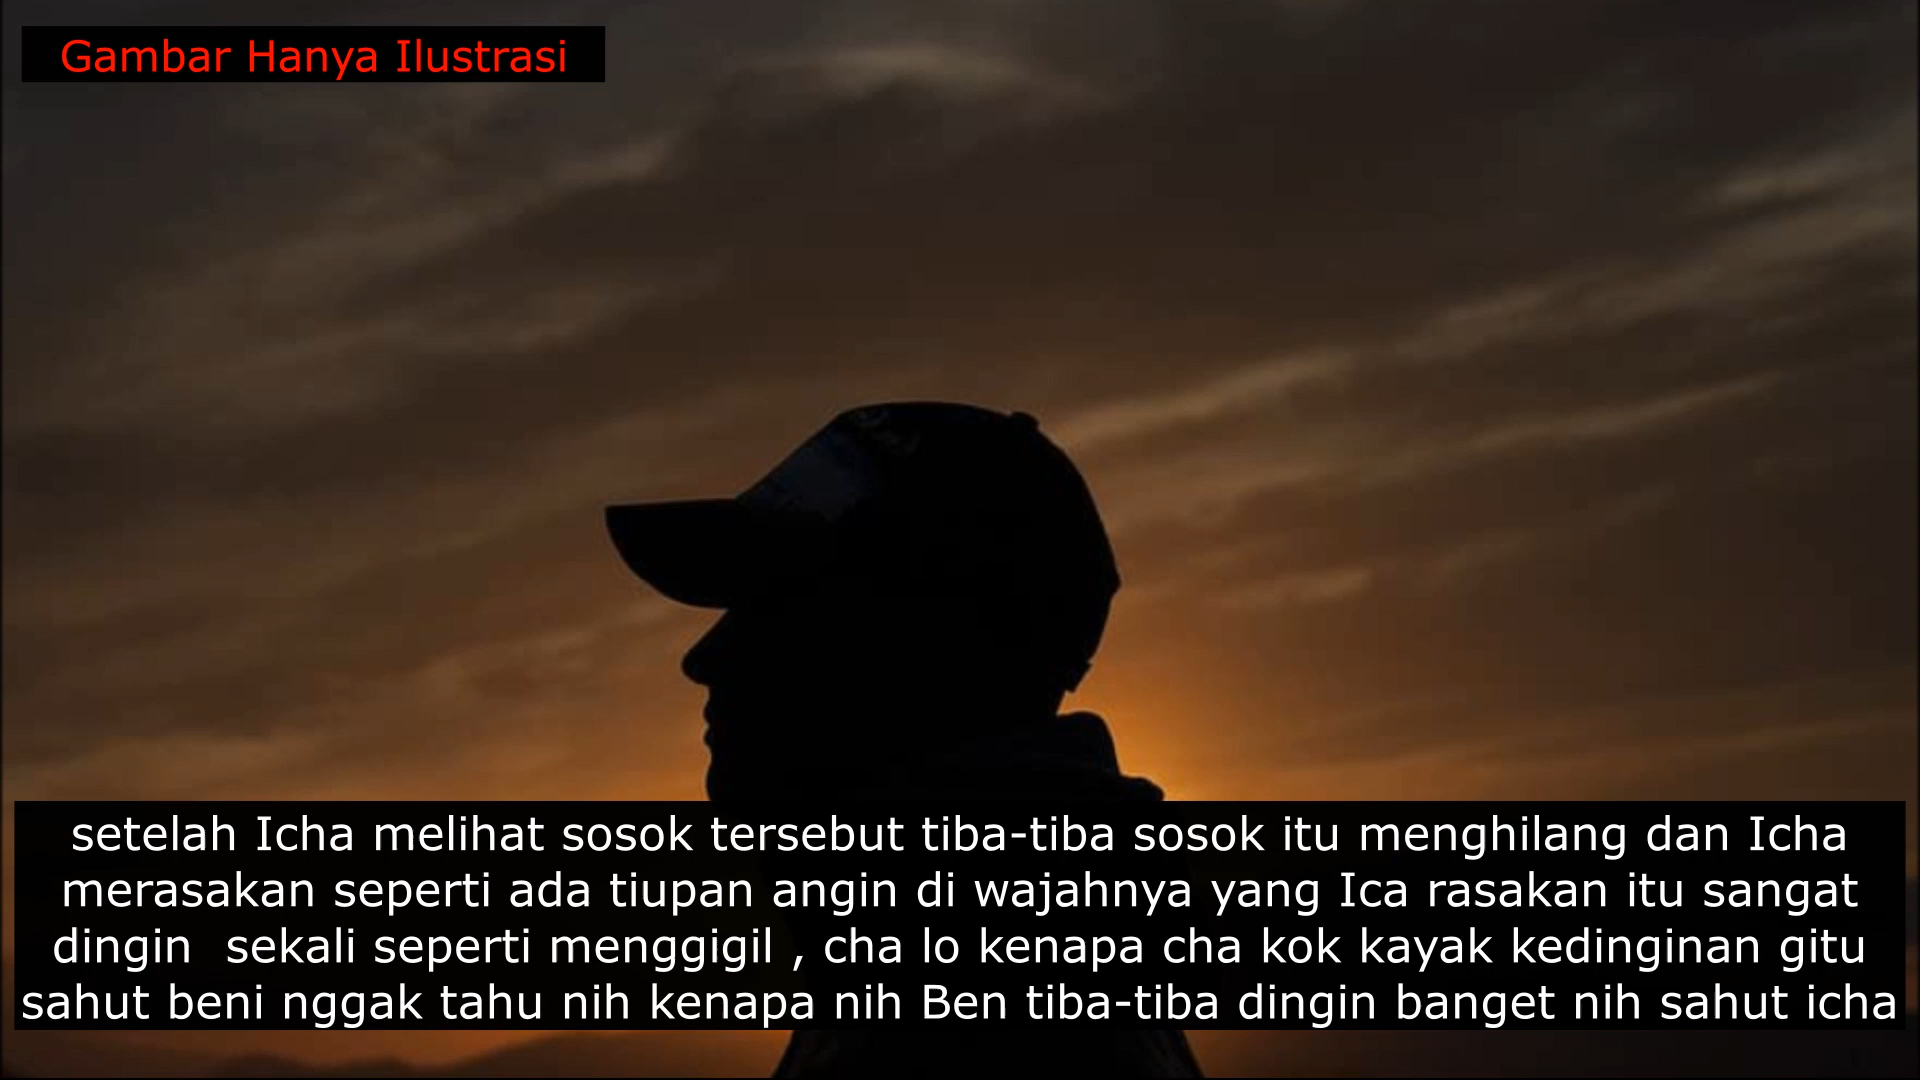 Gambar Hanya Ilustrasi
setelah Icha melihat sosok tersebut tiba-tiba sosok itu menghilang dan Icha
merasakan seperti ada tiupan angin di wajahnya yang Ica rasakan itu sangat
dingin  sekali seperti menggigil , cha lo kenapa cha kok kayak kedinginan gitu
sahut beni nggak tahu nih kenapa nih Ben tiba-tiba dingin banget nih sahut icha